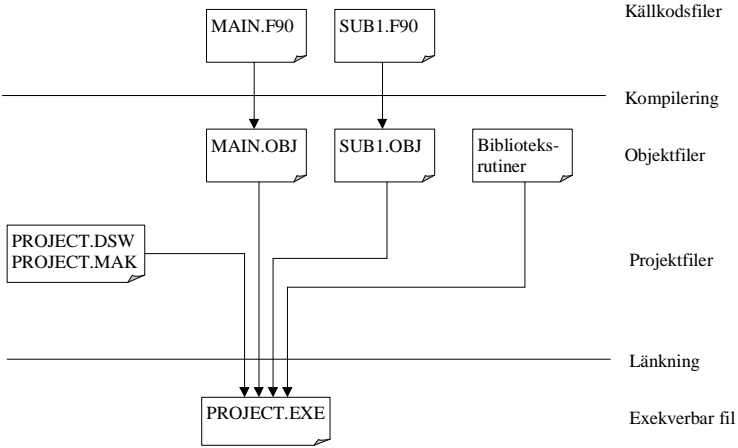 MAIN.F90
SUB1.F90
Källkodsfiler
Kompilering
MAIN.OBJ
SUB1.OBJ
Biblioteks-
rutiner
Objektfiler
PROJECT.DSW
PROJECT.MAK
Projektfiler
Länkning
PROJECT.EXE
Exekverbar fil